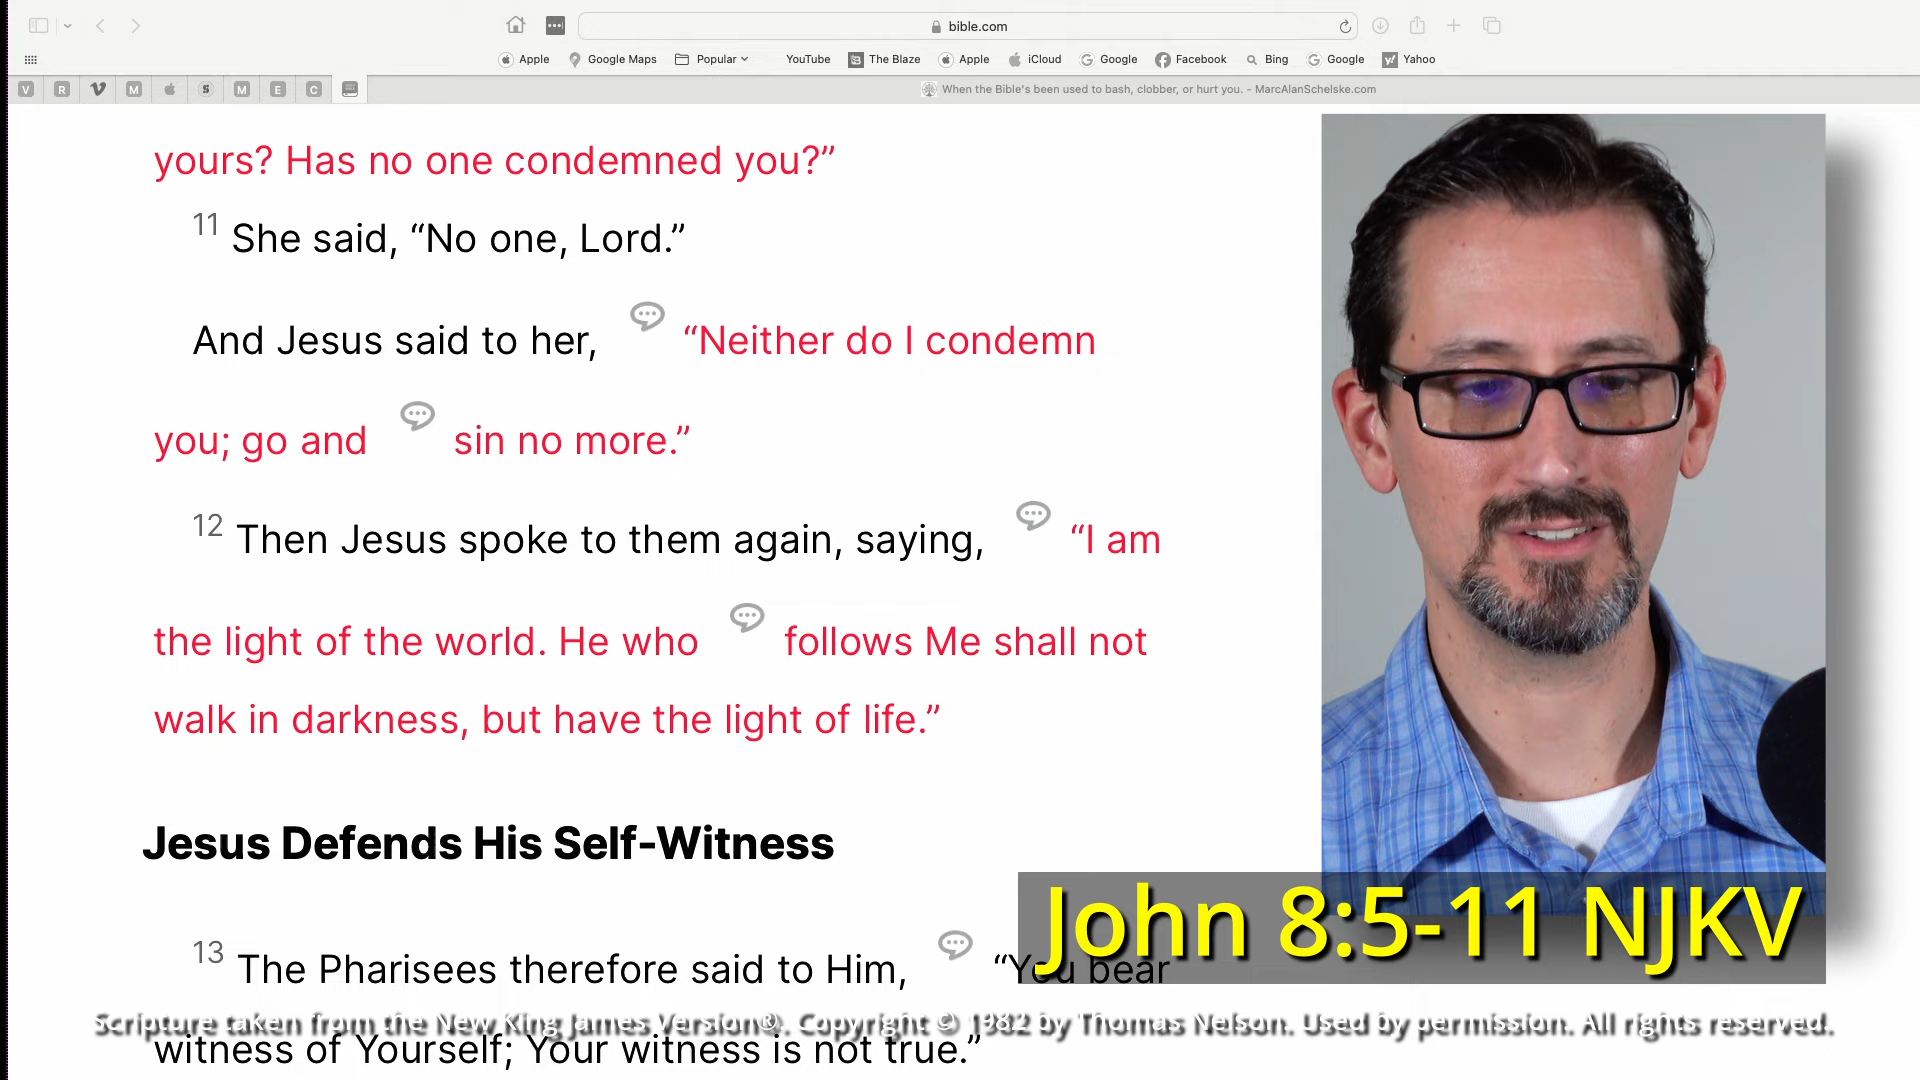 bible.com
Apple Google Maps Popular YouTube The Blaze Apple iCloud Google Facebook Bing Google Yahoo
V R V M S M E C When the Bible's been used to bash, clobber, or hurt you. - MarcAlanSchelske.com
yours? Has no one condemned you?”
11 She said, “No one, Lord.”
And Jesus said to her, “Neither do I condemn
you; go and sin no more.”
12 Then Jesus spoke to them again, saying, “I am
the light of the world. He who follows Me shall not
walk in darkness, but have the light of life.”
Jesus Defends His Self-Witness
John 8:5-11 NJKV
13 The Pharisees therefore said to Him, “You bear
Scripture taken from the New King James Version®. Copyright © 1982 by Thomas Nelson. Used by permission. All rights reserved.
witness of Yourself; Your witness is not true.”